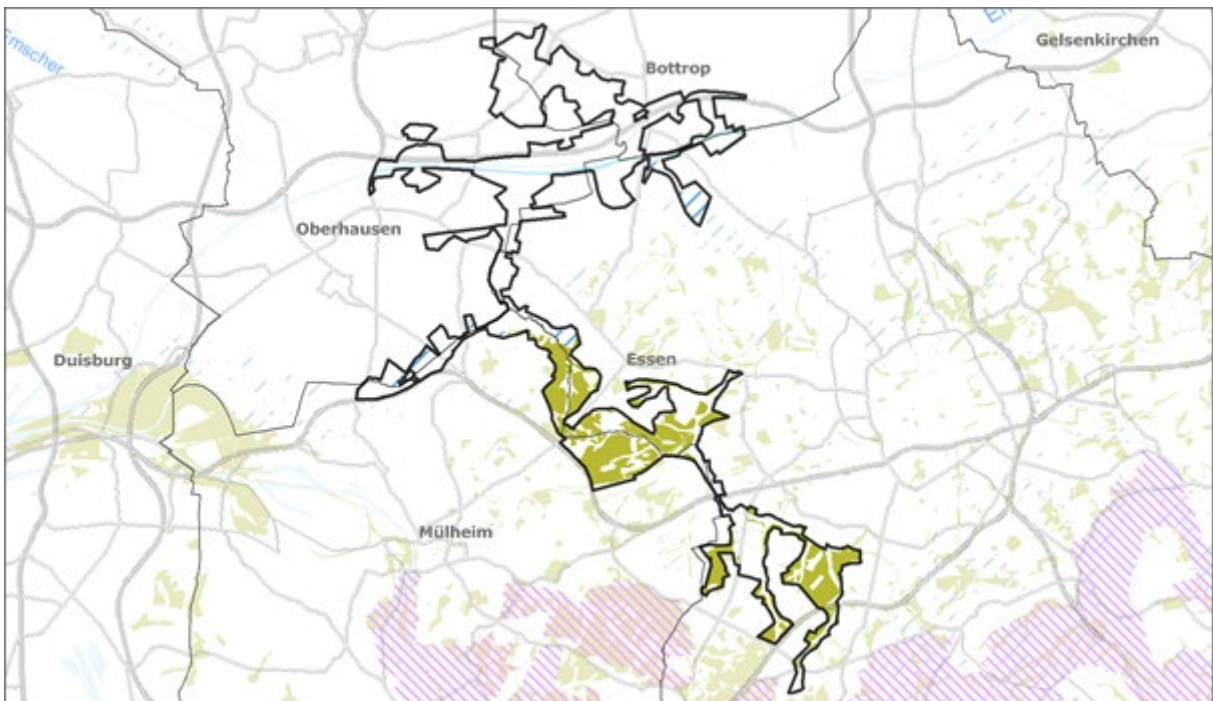 Gelsenkirchen
Emscher
Bottrop
Oberhausen
Duisburg
Essen
Mülheim